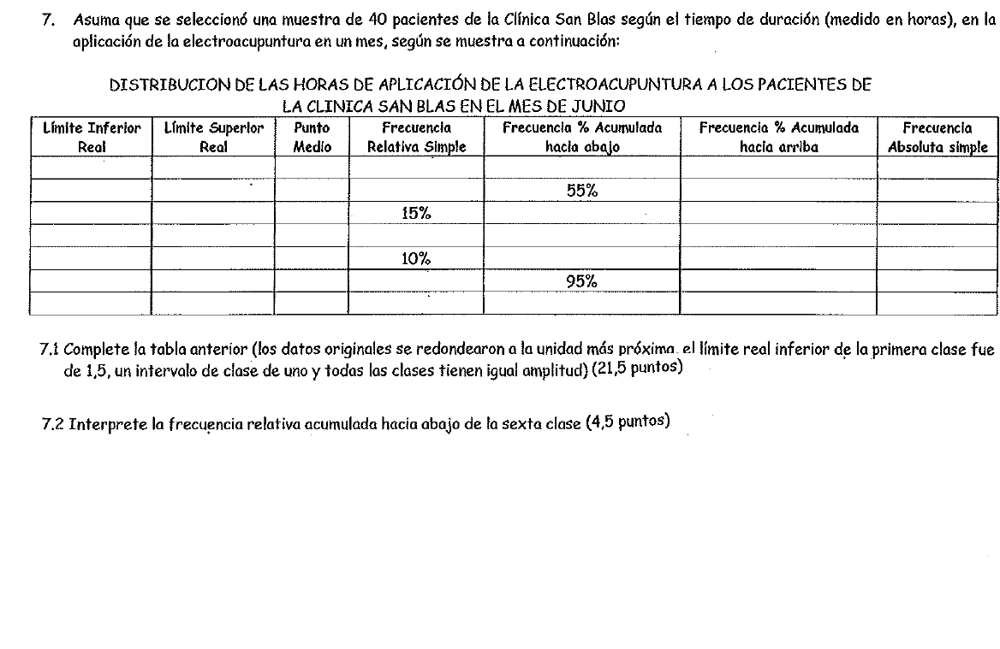 7. Asuma que se seleccionó una muestra de 40 pacientes de la Clínica San Blas según el tiempo de duración (medido en horas), en la
aplicación de la electroacupuntura en un mes, según se muestra a continuación:
DISTRIBUCION DE LAS HORAS DE APLICACIÓN DE LA ELECTROACUPUNTURA A LOS PACIENTES DE
LA CLINICA SAN BLAS EN EL MES DE JUNIO
Límite Inferior Real | Límite Superior Real | Punto Medio | Frecuencia Relativa Simple | Frecuencia % Acumulada hacia abajo | Frecuencia % Acumulada hacia arriba | Frecuencia Absoluta simple
55%
15%
10%
95%
7.1 Complete la tabla anterior (los datos originales se redondearon a la unidad más próxima. el límite real inferior de la primera clase fue
de 1,5, un intervalo de clase de uno y todas las clases tienen igual amplitud) (21,5 puntos)
7.2 Interprete la frecuencia relativa acumulada hacia abajo de la sexta clase (4,5 puntos)